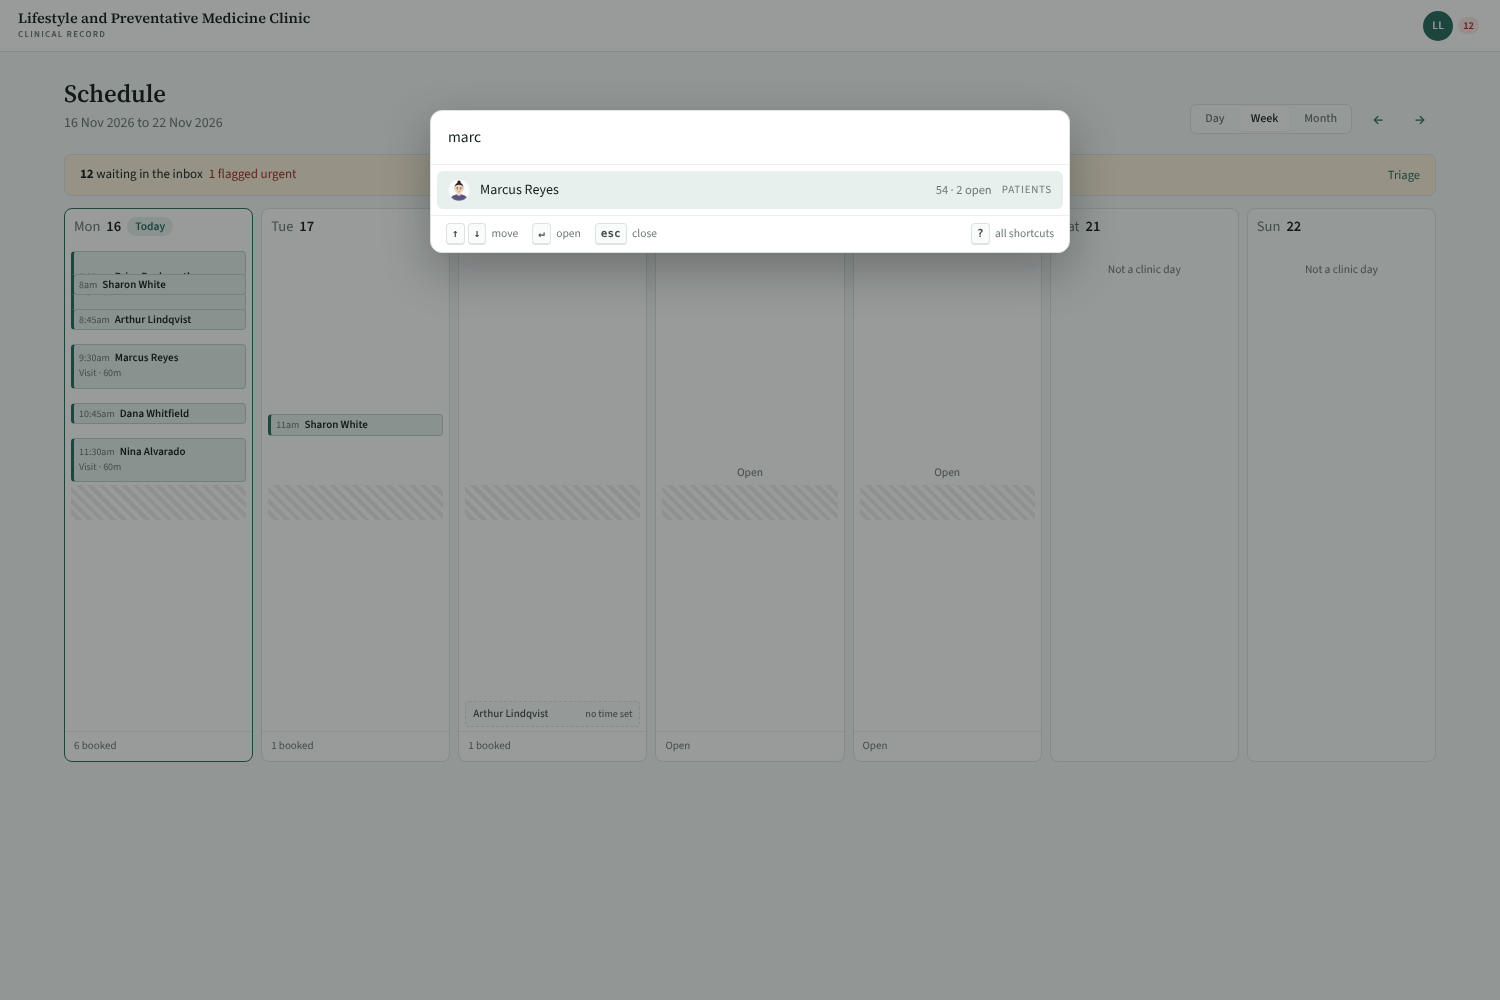 Lifestyle and Preventative Medicine Clinic
CLINICAL RECORD
LL
12
Schedule
16 Nov 2026 to 22 Nov 2026
Day
Week
Month
←
→
marc
Marcus Reyes
54 · 2 open
PATIENTS
↑ ↓ move ↵ open esc close
? all shortcuts
12 waiting in the inbox 1 flagged urgent
Triage
Mon 16 Today
8am Sharon White
8:45am Arthur Lindqvist
9:30am Marcus Reyes
Visit · 60m
10:45am Dana Whitfield
11:30am Nina Alvarado
Visit · 60m
6 booked
Tue 17
11am Sharon White
1 booked
Arthur Lindqvist no time set
1 booked
Open
Open
Open
Open
21
Not a clinic day
Sun 22
Not a clinic day